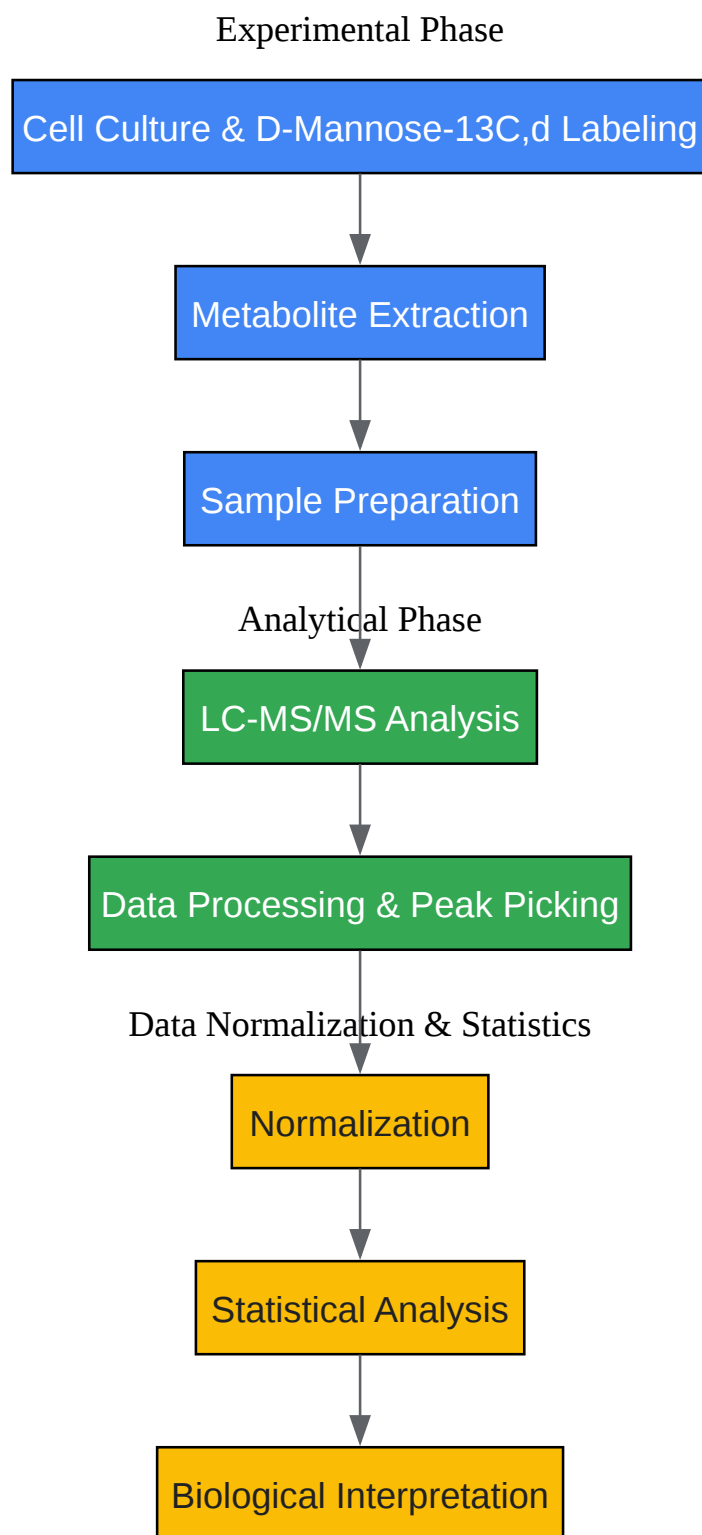 Experimental Phase
Cell Culture & D-Mannose-13C,d Labeling
Metabolite Extraction
Sample Preparation
Analytical Phase
LC-MS/MS Analysis
Data Processing & Peak Picking
Data Normalization & Statistics
Normalization
Statistical Analysis
Biological Interpretation